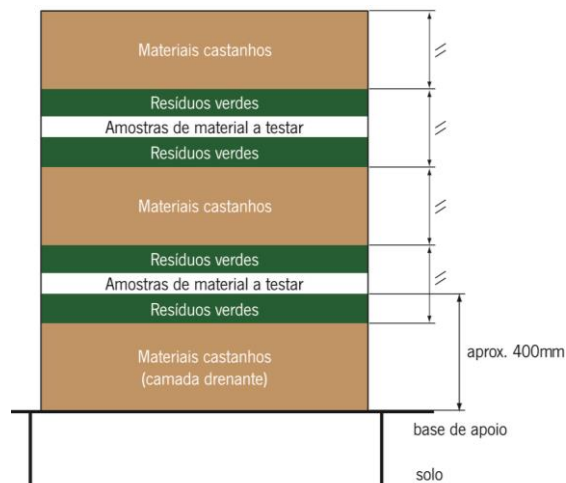 Materiais castanhos
Resíduos verdes
Amostras de material a testar
Resíduos verdes
Materiais castanhos
Resíduos verdes
Amostras de material a testar
Resíduos verdes
Materiais castanhos
(camada drenante)
aprox. 400mm
base de apoio
solo